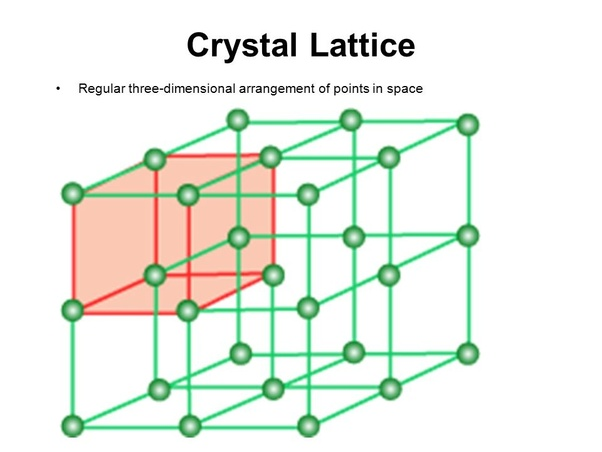 Crystal Lattice
• Regular three-dimensional arrangement of points in space